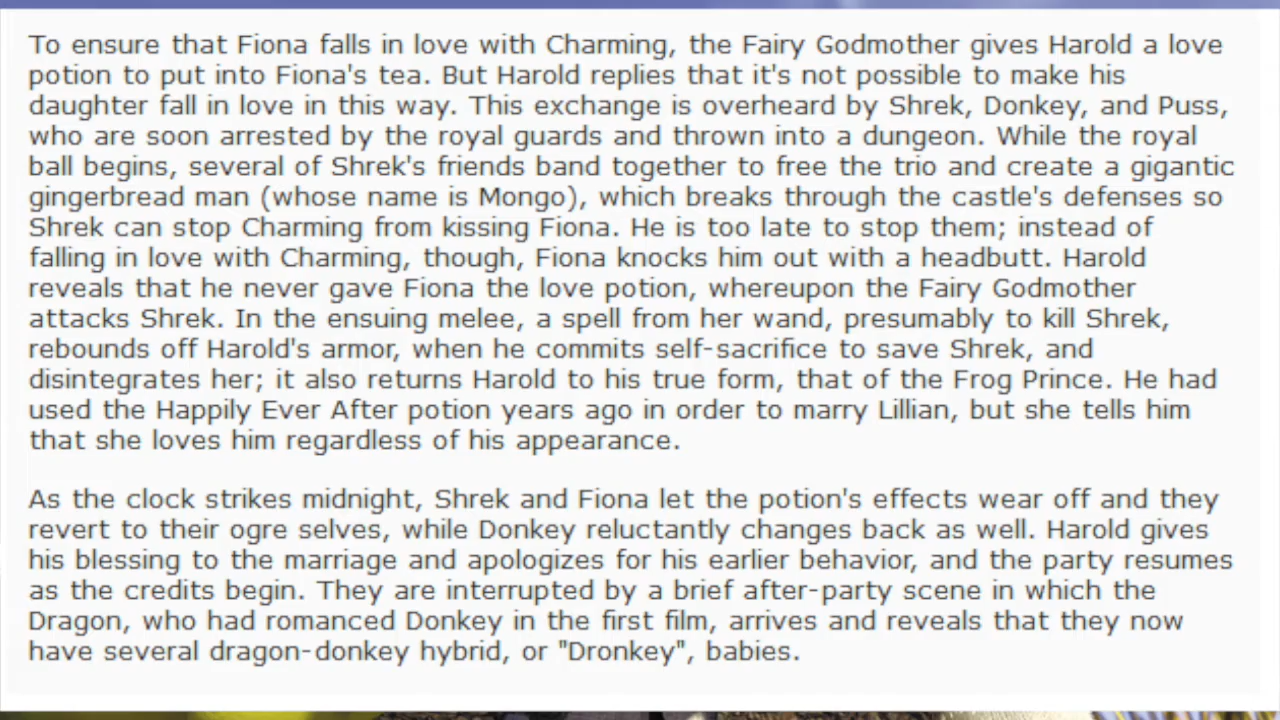 To ensure that Fiona falls in love with Charming, the Fairy Godmother gives Harold a love
potion to put into Fiona's tea. But Harold replies that it's not possible to make his
daughter fall in love in this way. This exchange is overheard by Shrek, Donkey, and Puss,
who are soon arrested by the royal guards and thrown into a dungeon. While the royal
ball begins, several of Shrek's friends band together to free the trio and create a gigantic
gingerbread man (whose name is Mongo), which breaks through the castle's defenses so
Shrek can stop Charming from kissing Fiona. He is too late to stop them; instead of
falling in love with Charming, though, Fiona knocks him out with a headbutt. Harold
reveals that he never gave Fiona the love potion, whereupon the Fairy Godmother
attacks Shrek. In the ensuing melee, a spell from her wand, presumably to kill Shrek,
rebounds off Harold's armor, when he commits self-sacrifice to save Shrek, and
disintegrates her; it also returns Harold to his true form, that of the Frog Prince. He had
used the Happily Ever After potion years ago in order to marry Lillian, but she tells him
that she loves him regardless of his appearance.
As the clock strikes midnight, Shrek and Fiona let the potion's effects wear off and they
revert to their ogre selves, while Donkey reluctantly changes back as well. Harold gives
his blessing to the marriage and apologizes for his earlier behavior, and the party resumes
as the credits begin. They are interrupted by a brief after-party scene in which the
Dragon, who had romanced Donkey in the first film, arrives and reveals that they now
have several dragon-donkey hybrid, or "Dronkey", babies.